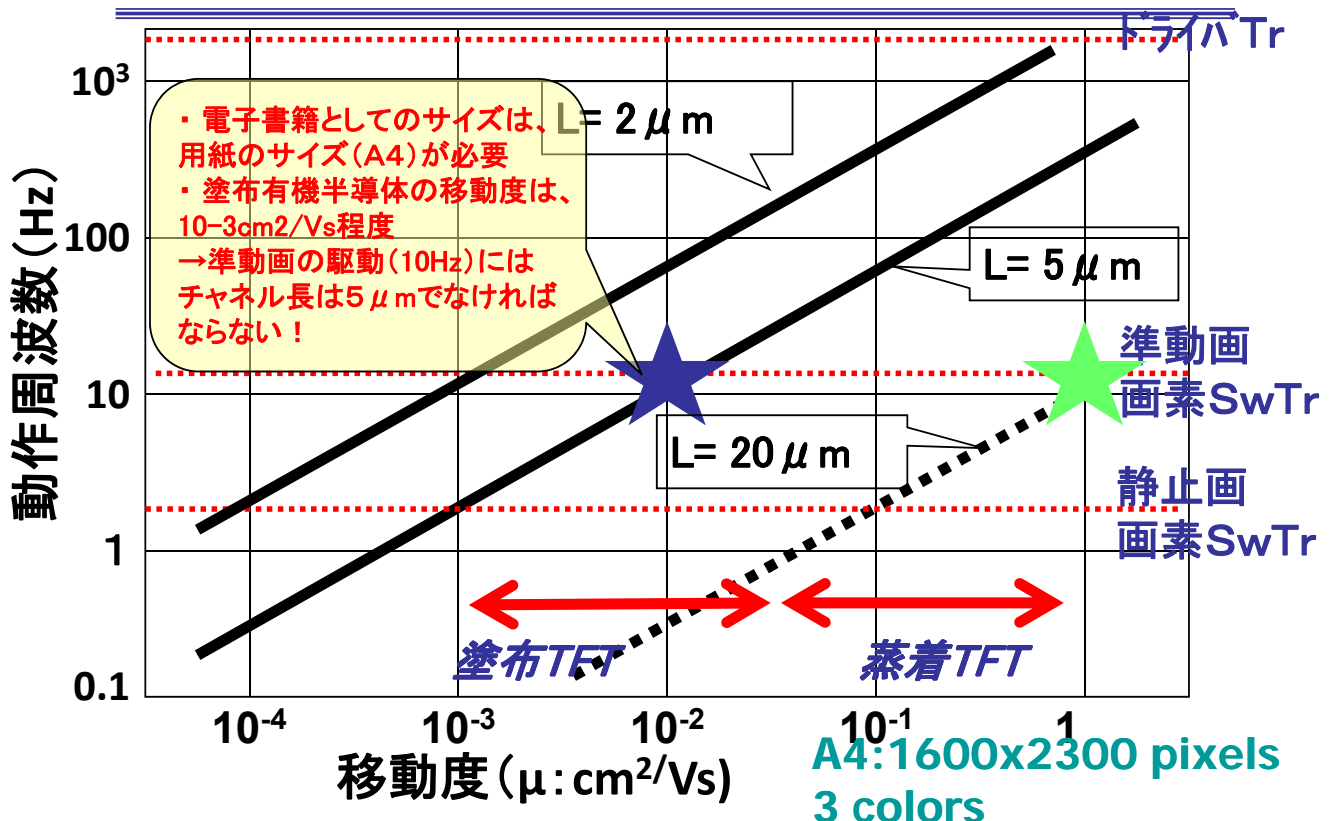 ドライバTr
10³
・ 電子書籍としてのサイズは、
用紙のサイズ（A4）が必要
・ 塗布有機半導体の移動度は、
10-3cm2/Vs程度
→準動画の駆動（10Hz）には
チャネル長は５μmでなければ
ならない！
L= 2 μ m
動作周波数（Hz）
100
L= 5 μ m
準動画
画素SwTr
10
L= 20 μ m
静止画
画素SwTr
1
塗布TFT
蒸着TFT
0.1
10⁻⁴
10⁻³
10⁻²
10⁻¹
1
移動度（μ：cm²/Vs)
A4:1600x2300 pixels
3 colors